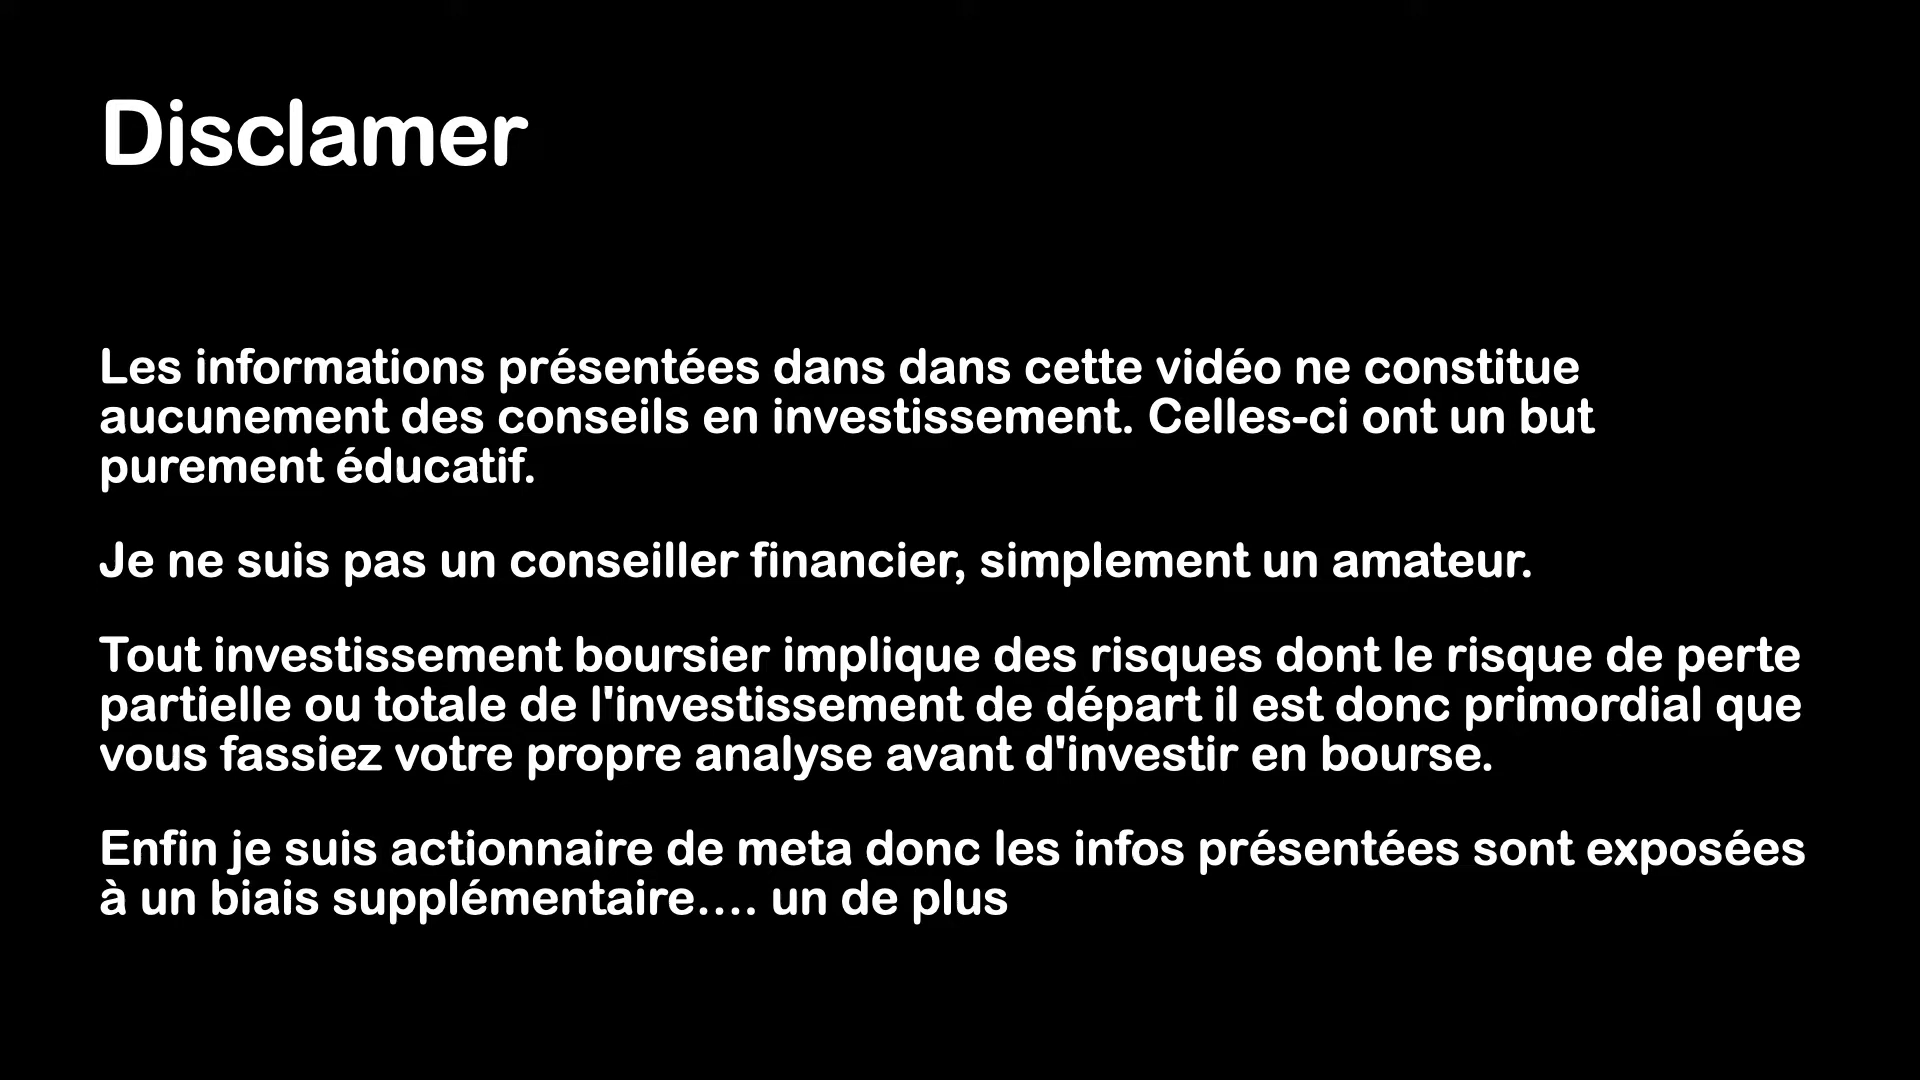 Disclamer
Les informations présentées dans dans cette vidéo ne constitue
aucunement des conseils en investissement. Celles-ci ont un but
purement éducatif.
Je ne suis pas un conseiller financier, simplement un amateur.
Tout investissement boursier implique des risques dont le risque de perte
partielle ou totale de l'investissement de départ il est donc primordial que
vous fassiez votre propre analyse avant d'investir en bourse.
Enfin je suis actionnaire de meta donc les infos présentées sont exposées
à un biais supplémentaire…. un de plus